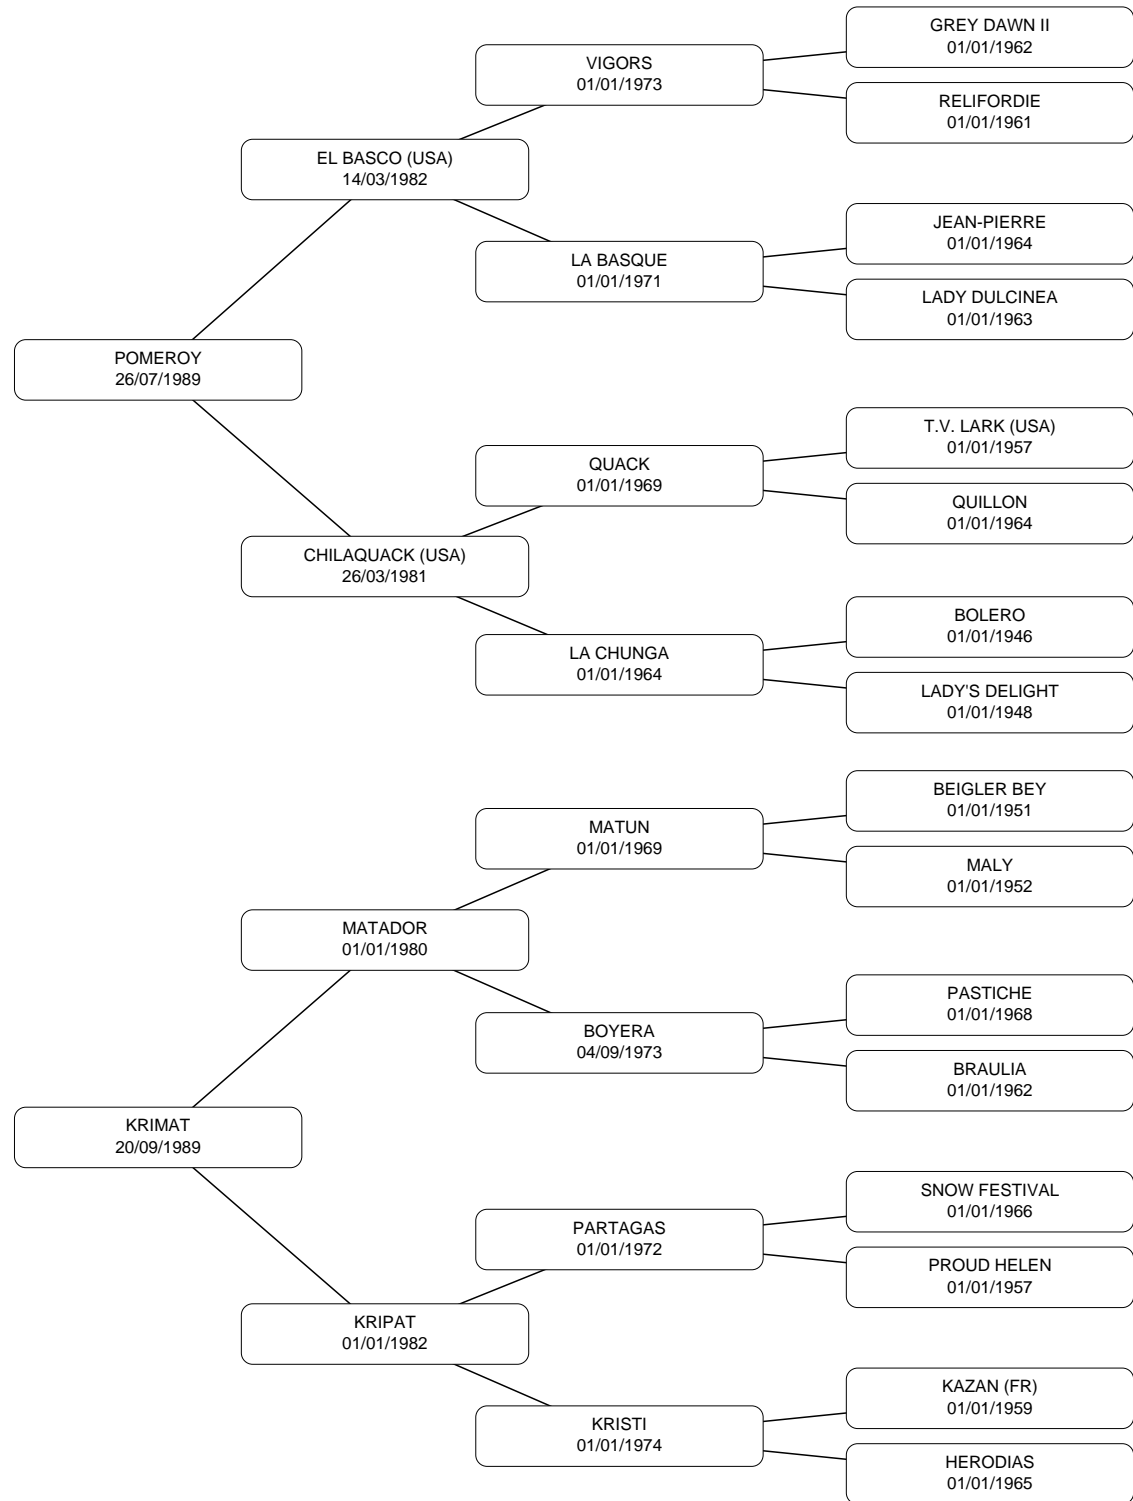 GREY DAWN II
01/01/1962
VIGORS
01/01/1973
RELIFORDIE
01/01/1961
EL BASCO (USA)
14/03/1982
JEAN-PIERRE
01/01/1964
LA BASQUE
01/01/1971
LADY DULCINEA
01/01/1963
POMEROY
26/07/1989
T.V. LARK (USA)
01/01/1957
QUACK
01/01/1969
QUILLON
01/01/1964
CHILAQUACK (USA)
26/03/1981
BOLERO
01/01/1946
LA CHUNGA
01/01/1964
LADY'S DELIGHT
01/01/1948
BEIGLER BEY
01/01/1951
MATUN
01/01/1969
MALY
01/01/1952
MATADOR
01/01/1980
PASTICHE
01/01/1968
BOYERA
04/09/1973
BRAULIA
01/01/1962
KRIMAT
20/09/1989
SNOW FESTIVAL
01/01/1966
PARTAGAS
01/01/1972
PROUD HELEN
01/01/1957
KRIPAT
01/01/1982
KAZAN (FR)
01/01/1959
KRISTI
01/01/1974
HERODIAS
01/01/1965